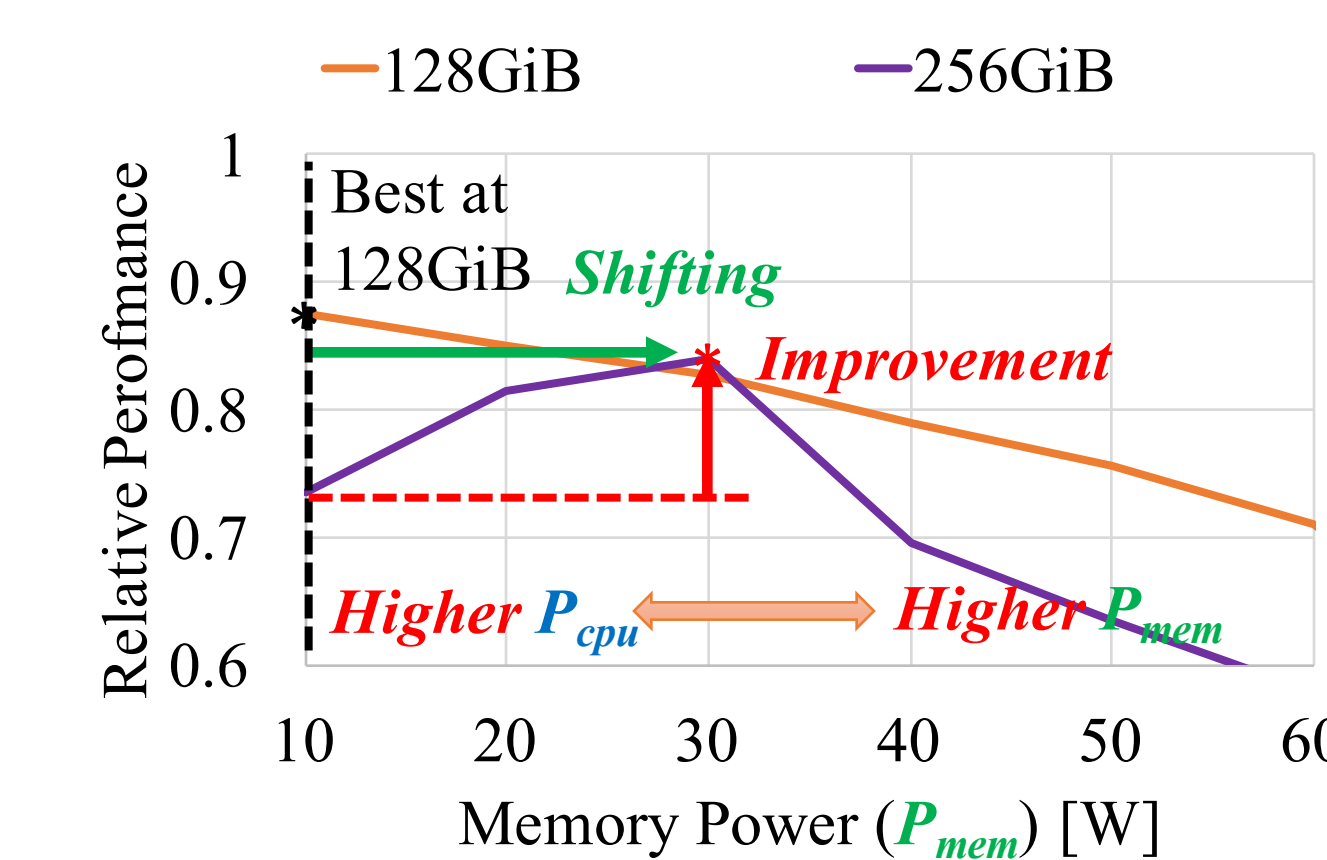 128GiB 256GiB
Relative Perofmance
1
0.9
0.8
0.7
0.6
Best at
128GiB
Shifting
*
*
Improvement
Higher Pcpu
Higher Pmem
10 20 30 40 50 60
Memory Power (Pmem) [W]